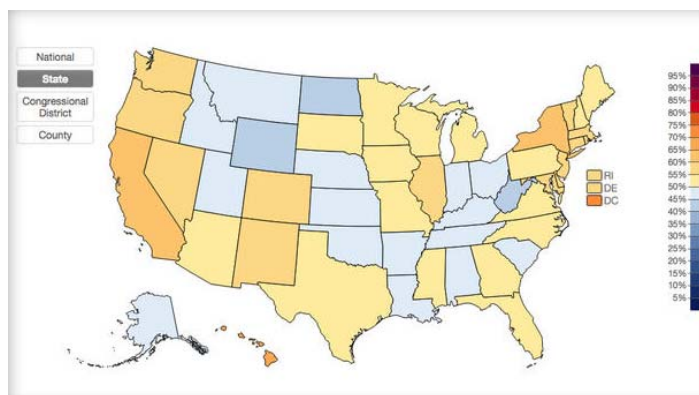 National
State
Congressional
District
County
RI
DE
DC
95%
90%
85%
80%
75%
70%
65%
60%
55%
50%
45%
40%
35%
30%
25%
20%
15%
10%
5%